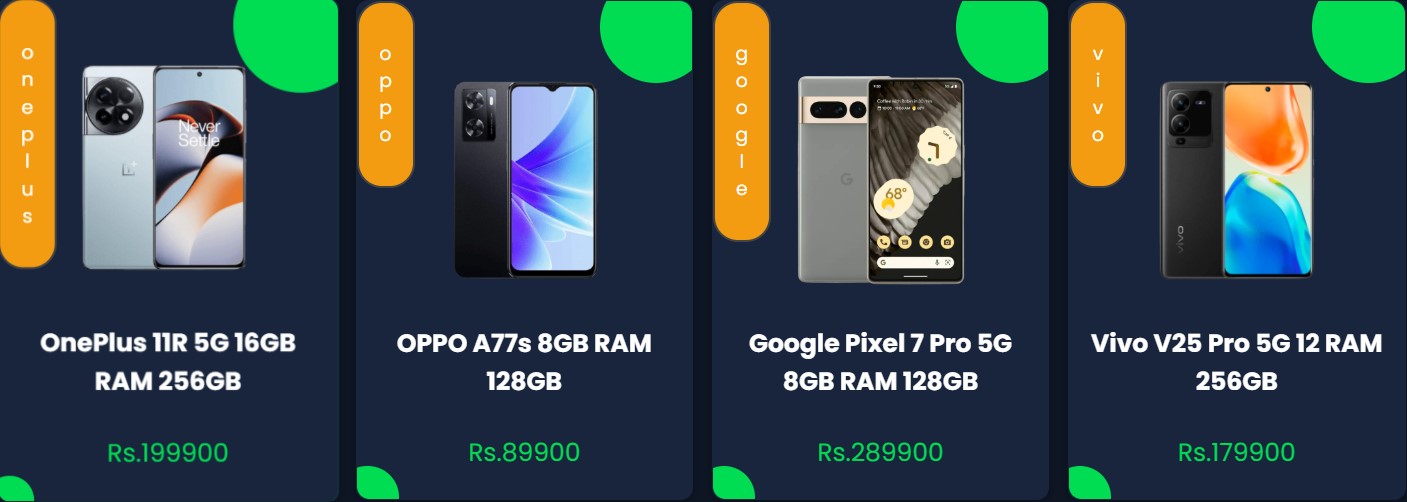 oneplus
Never
Settle
OnePlus 11R 5G 16GB
RAM 256GB
Rs.199900
oppo
OPPO A77s 8GB RAM
128GB
Rs.89900
google
G
68°
G
Google Pixel 7 Pro 5G
8GB RAM 128GB
Rs.289900
vivo
vivo
Vivo V25 Pro 5G 12 RAM
256GB
Rs.179900